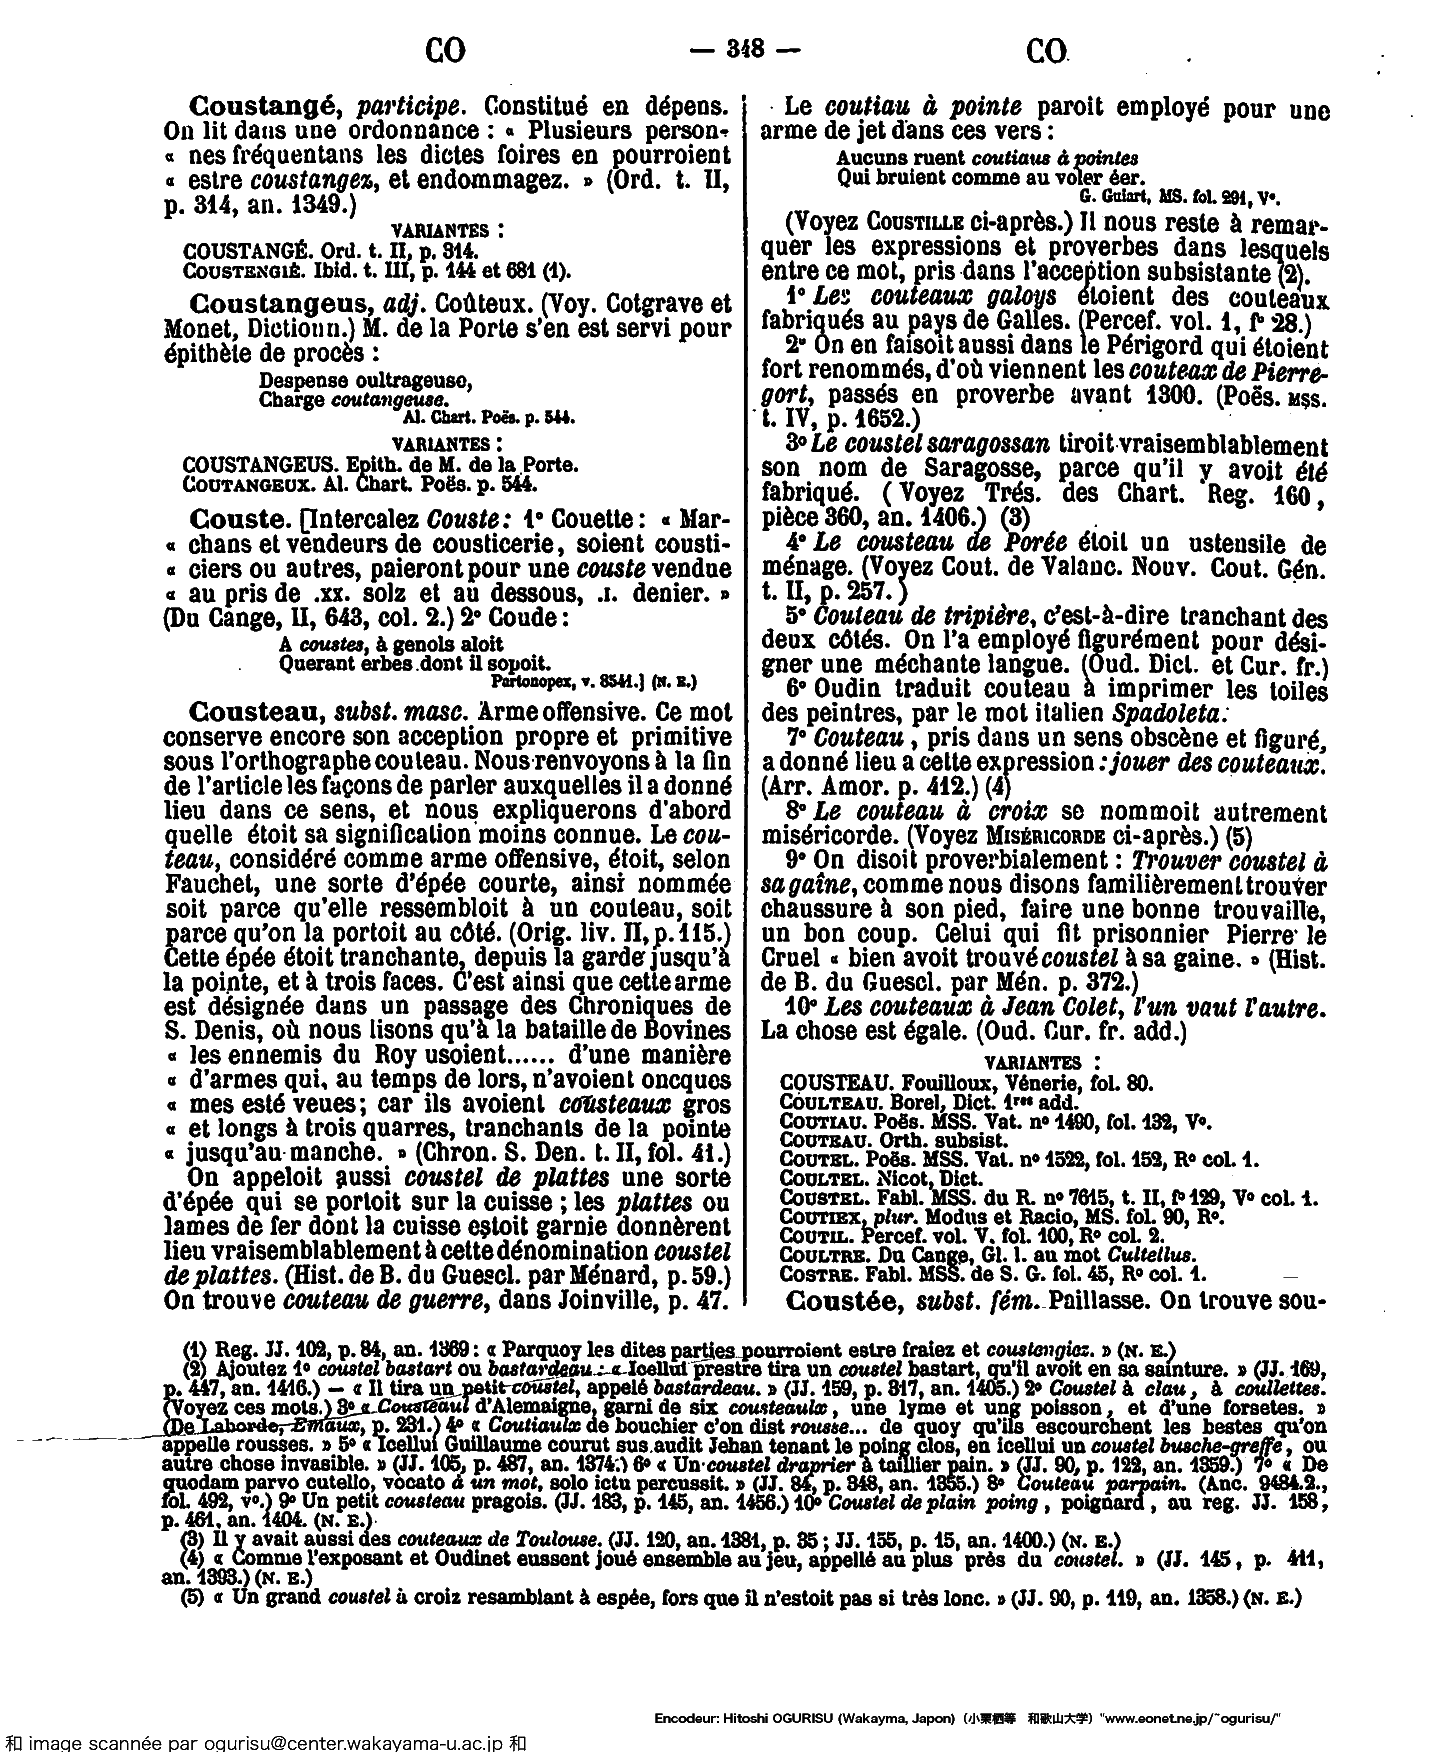 CO
— 348 —
CO
Coustangé, participe. Constitué en dépens.
On lit dans une ordonnance : « Plusieurs person-
« nes fréquentans les dictes foires en pourroient
« estre coustangez, et endommagez. » (Ord. t. II,
p. 314, an. 1349.)
VARIANTES :
COUSTANGÉ. Ord. t. II, p. 314.
COUSTENGIÉ. Ibid. t. III, p. 144 et 681 (1).
Coustangeus, adj. Coûteux. (Voy. Cotgrave et
Monet, Dictionn.) M. de la Porte s'en est servi pour
épithète de procès :
Despense oultrageuse,
Charge coutangeuse.
Al. Chart. Poës. p. 544.
VARIANTES :
COUSTANGEUS. Epith. de M. de la Porte.
COUTANGEUX. Al. Chart. Poës. p. 544.
Couste. [Intercalez Couste : 1° Couette : « Mar-
« chans et vendeurs de cousticerie, soient cousti-
« ciers ou autres, paieront pour une couste vendue
« au pris de .xx. solz et au dessous, .I. denier. »
(Du Cange, II, 643, col. 2.) 2° Coude :
A coustes, à genols aloit
Querant erbes dont il sopoit.
Partonopex, v. 8541.] (N. E.)
Cousteau, subst. masc. Arme offensive. Ce mot
conserve encore son acception propre et primitive
sous l'orthographe couteau. Nous renvoyons à la fin
de l'article les façons de parler auxquelles il a donné
lieu dans ce sens, et nous expliquerons d'abord
quelle étoit sa signification moins connue. Le cou-
teau, considéré comme arme offensive, étoit, selon
Fauchet, une sorte d'épée courte, ainsi nommée
soit parce qu'elle ressembloit à un couteau, soit
parce qu'on la portoit au côté. (Orig. liv. II, p. 115.)
Cette épée étoit tranchante, depuis la garde jusqu'à
la pointe, et à trois faces. C'est ainsi que cette arme
est désignée dans un passage des Chroniques de
S. Denis, où nous lisons qu'à la bataille de Bovines
« les ennemis du Roy usoient...... d'une manière
« d'armes qui, au temps de lors, n'avoient oncques
« mes esté veues ; car ils avoient cousteaux gros
« et longs à trois quarres, tranchants de la pointe
« jusqu'au manche. » (Chron. S. Den. t. II, fol. 41.)
On appeloit aussi coustel de plattes une sorte
d'épée qui se portoit sur la cuisse ; les plattes ou
lames de fer dont la cuisse estoit garnie donnèrent
lieu vraisemblablement à cette dénomination coustel
de plattes. (Hist. de B. du Guescl. par Ménard, p. 59.)
On trouve couteau de guerre, dans Joinville, p. 47.
Le coutiau à pointe paroit employé pour une
arme de jet dans ces vers :
Aucuns ruent coutiaus à pointes
Qui bruient comme au voler éer.
G. Guiart, MS. fol. 291, V°.
(Voyez COUSTILLE ci-après.) Il nous reste à remar-
quer les expressions et proverbes dans lesquels
entre ce mot, pris dans l'acception subsistante (2).
1° Les couteaux galoys étoient des couteaux
fabriqués au pays de Galles. (Percef. vol. 1, f° 28.)
2° On en faisoit aussi dans le Périgord qui étoient
fort renommés, d'où viennent les couteax de Pierre-
gort, passés en proverbe avant 1300. (Poës. MSS.
t. IV, p. 1652.)
3° Le coustel saragossan tiroit vraisemblablement
son nom de Saragosse, parce qu'il y avoit été
fabriqué. (Voyez Trés. des Chart. Reg. 160,
pièce 360, an. 1406.) (3)
4° Le cousteau de Porée étoit un ustensile de
ménage. (Voyez Cout. de Valanc. Nouv. Cout. Gén.
t. II, p. 257.)
5° Couteau de tripière, c'est-à-dire tranchant des
deux côtés. On l'a employé figurément pour dési-
gner une méchante langue. (Oud. Dict. et Cur. fr.)
6° Oudin traduit couteau à imprimer les toiles
des peintres, par le mot italien Spadoleta.
7° Couteau, pris dans un sens obscène et figuré,
a donné lieu a cette expression : jouer des couteaux.
(Arr. Amor. p. 412.) (4)
8° Le couteau à croix se nommoit autrement
miséricorde. (Voyez MISÉRICORDE ci-après.) (5)
9° On disoit proverbialement : Trouver coustel à
sa gaîne, comme nous disons familièrement trouver
chaussure à son pied, faire une bonne trouvaille,
un bon coup. Celui qui fit prisonnier Pierre le
Cruel « bien avoit trouvé coustel à sa gaine. » (Hist.
de B. du Guescl. par Mén. p. 372.)
10° Les couteaux à Jean Colet, l'un vaut l'autre.
La chose est égale. (Oud. Cur. fr. add.)
VARIANTES :
COUSTEAU. Fouilloux, Vénerie, fol. 80.
COULTEAU. Borel, Dict. 1res add.
COUTIAU. Poës. MSS. Vat. n° 1490, fol. 132, V°.
COUTEAU. Orth. subsist.
COUTEL. Poës. MSS. Vat. n° 1522, fol. 152, R° col. 1.
COULTEL. Nicot, Dict.
COUSTEL. Fabl. MSS. du R. n° 7615, t. II, f° 129, V° col. 1.
COUTIEX, plur. Modus et Racio, MS. fol. 90, R°.
COUTIL. Percef. vol. V, fol. 100, R° col. 2.
COULTRE. Du Cange, Gl. l. au mot Cultellus.
COSTRE. Fabl. MSS. de S. G. fol. 45, R° col. 1.
Coustée, subst. fém. Paillasse. On trouve sou-
(1) Reg. JJ. 102, p. 84, an. 1369 : « Parquoy les dites parties pourroient estre fraiez et coustengiez. » (N. E.)
(2) Ajoutez 1° coustel bastart ou bastardeau : « Icellui prestre tira un coustel bastart, qu'il avoit en sa sainture. » (JJ. 169,
p. 447, an. 1416.) — « Il tira un petit coustel, appelé bastardeau. » (JJ. 159, p. 317, an. 1405.) 2° Coustel à clau, à coullettes.
(Voyez ces mots.) 3° « Cousteaul d'Alemaigne, garni de six cousteaulx, une lyme et ung poisson, et d'une forsetes. »
(De Laborde, Emaux, p. 231.) 4° « Coutiaulx de bouchier c'on dist rousse... de quoy qu'ils escourchent les bestes qu'on
appelle rousses. » 5° « Icellui Guillaume courut sus audit Jehan tenant le poing clos, en icellui un coustel busche-greffe, ou
autre chose invasible. » (JJ. 105, p. 487, an. 1374.) 6° « Un coustel draprier à taillier pain. » (JJ. 90, p. 122, an. 1359.) 7° « De
quodam parvo cutello, vocato à un mot, solo ictu percussit. » (JJ. 84, p. 348, an. 1355.) 8° Couteau parpain. (Anc. 9484.2.,
fol. 492, v°.) 9° Un petit cousteau pragois. (JJ. 183, p. 145, an. 1456.) 10° Coustel de plain poing, poignard, au reg. JJ. 158,
p. 461, an. 1404. (N. E.)
(3) Il y avait aussi des couteaux de Toulouse. (JJ. 120, an. 1381, p. 35 ; JJ. 155, p. 15, an. 1400.) (N. E.)
(4) « Comme l'exposant et Oudinet eussent joué ensemble au jeu, appellé au plus près du coustel. » (JJ. 145, p. 411,
an. 1393.) (N. E.)
(5) « Un grand coustel à croiz resamblant à espée, fors que il n'estoit pas si très lonc. » (JJ. 90, p. 119, an. 1358.) (N. E.)
Encodeur: Hitoshi OGURISU (Wakayma, Japon) (小栗栖等 和歌山大学) "www.eonet.ne.jp/~ogurisu/"
和 image scannée par ogurisu@center.wakayama-u.ac.jp 和